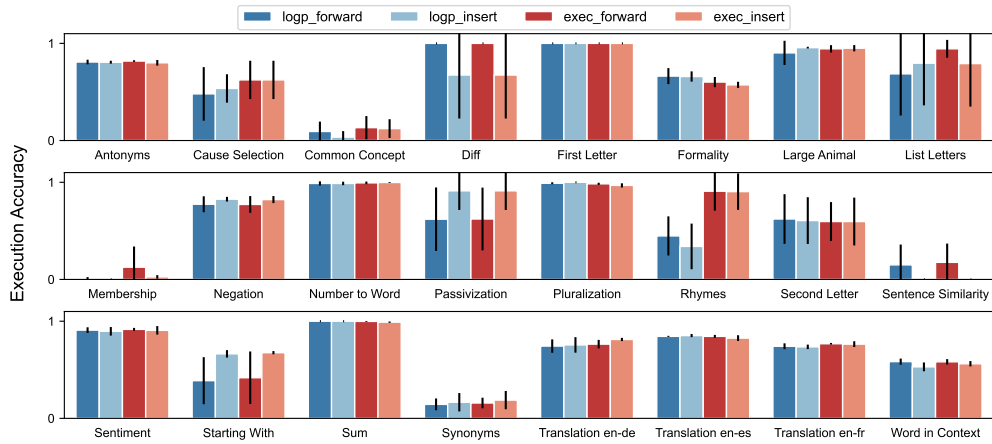 logp_forward logp_insert exec_forward exec_insert
Execution Accuracy
1
0
Antonyms Cause Selection Common Concept Diff First Letter Formality Large Animal List Letters
1
0
Membership Negation Number to Word Passivization Pluralization Rhymes Second Letter Sentence Similarity
1
0
Sentiment Starting With Sum Synonyms Translation en-de Translation en-es Translation en-fr Word in Context